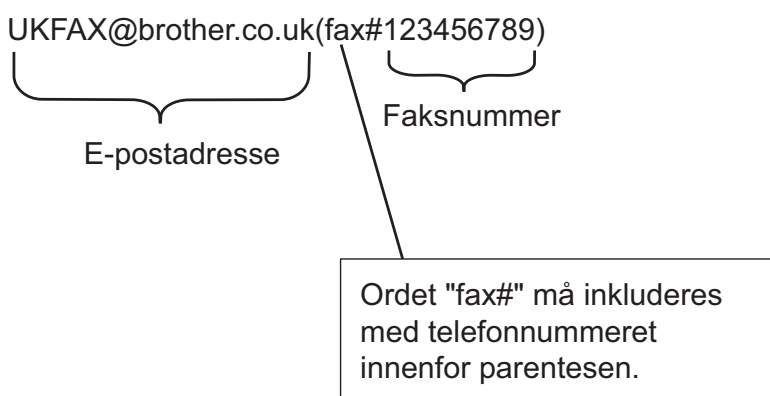 UKFAX@brother.co.uk(fax#123456789)
Faksnummer
E-postadresse
Ordet "fax#" må inkluderes
med telefonnummeret
innenfor parentesen.